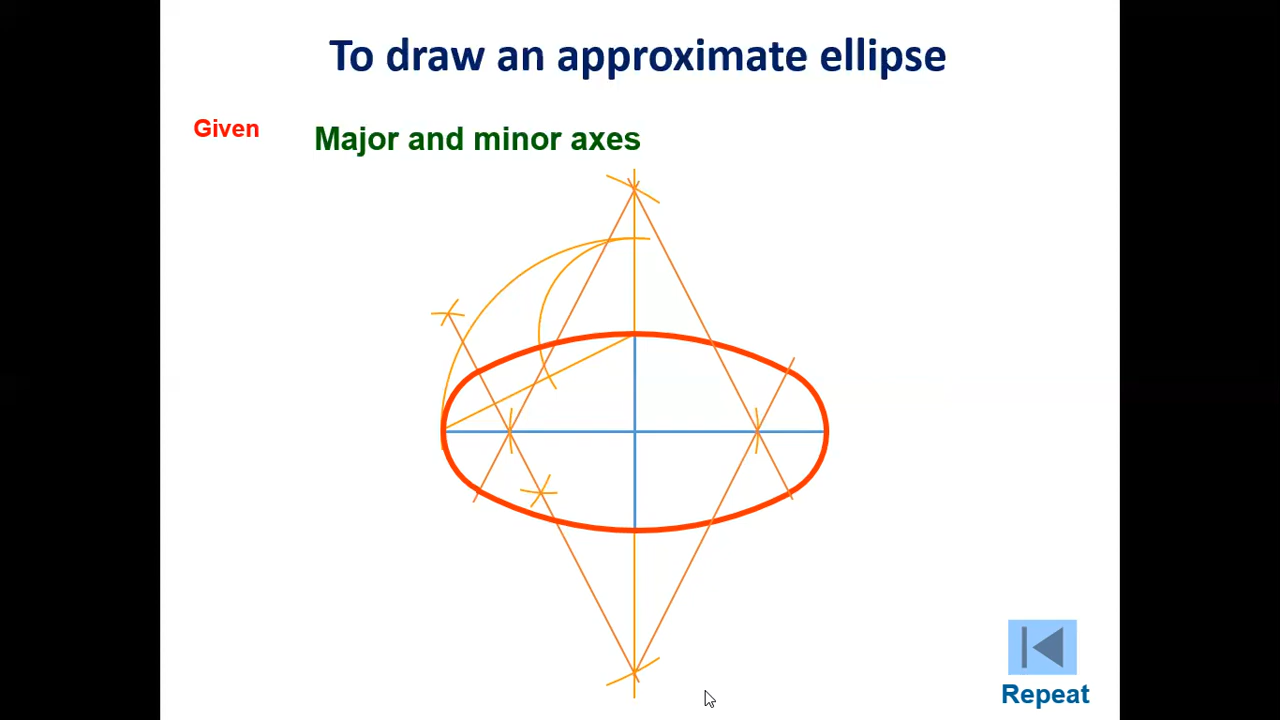 To draw an approximate ellipse
Given
Major and minor axes
Repeat